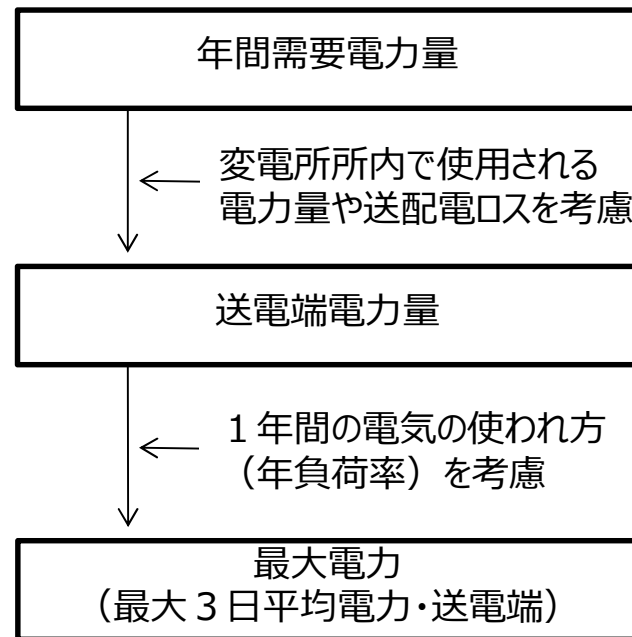 年間需要電力量
変電所所内で使用される
電力量や送配電ロスを考慮
送電端電力量
１年間の電気の使われ方
（年負荷率）を考慮
最大電力
（最大３日平均電力・送電端）